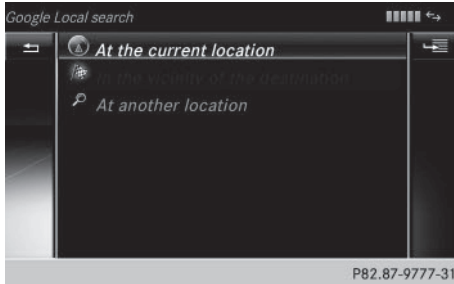 Google Local search
At the current location
In the vicinity of the destination
At another location
P82.87-9777-31